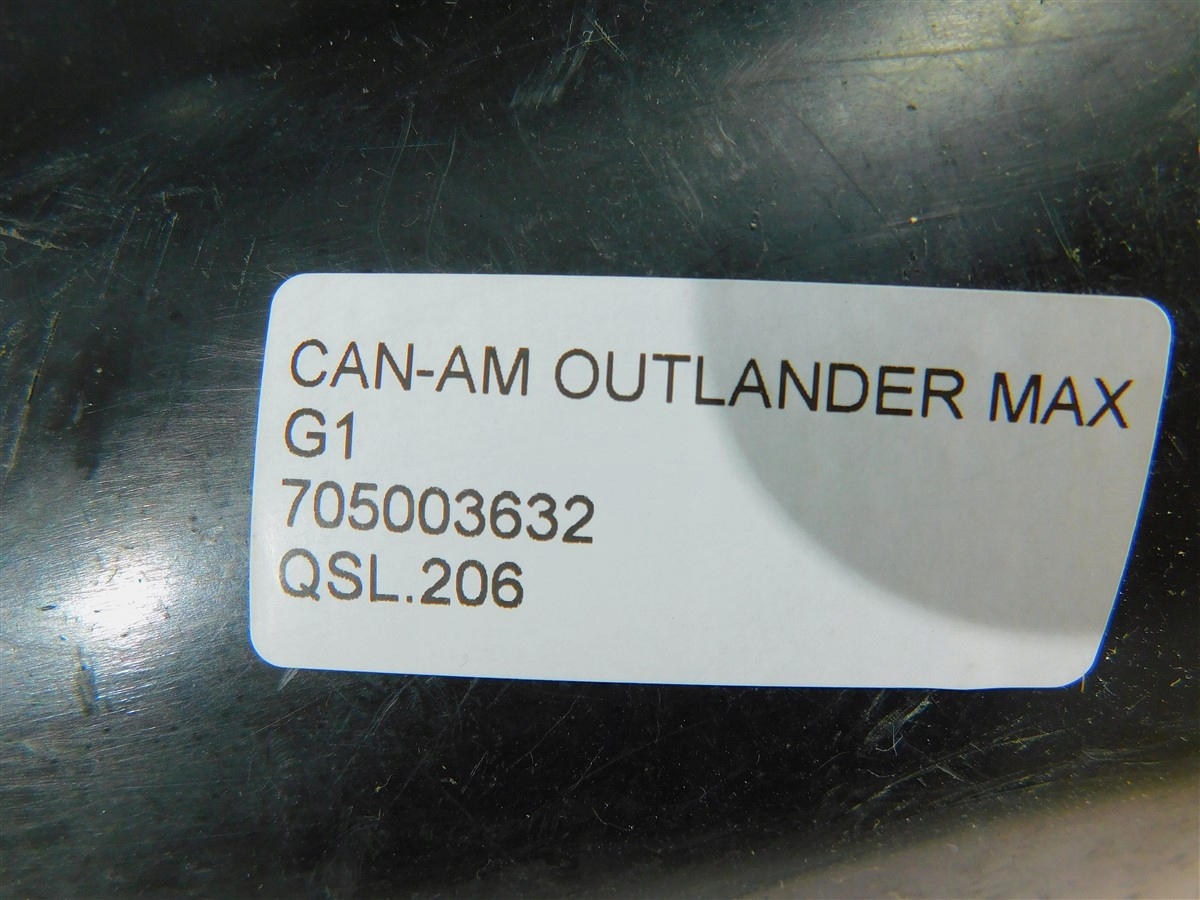 CAN-AM OUTLANDER MAX
G1
705003632
QSL.206